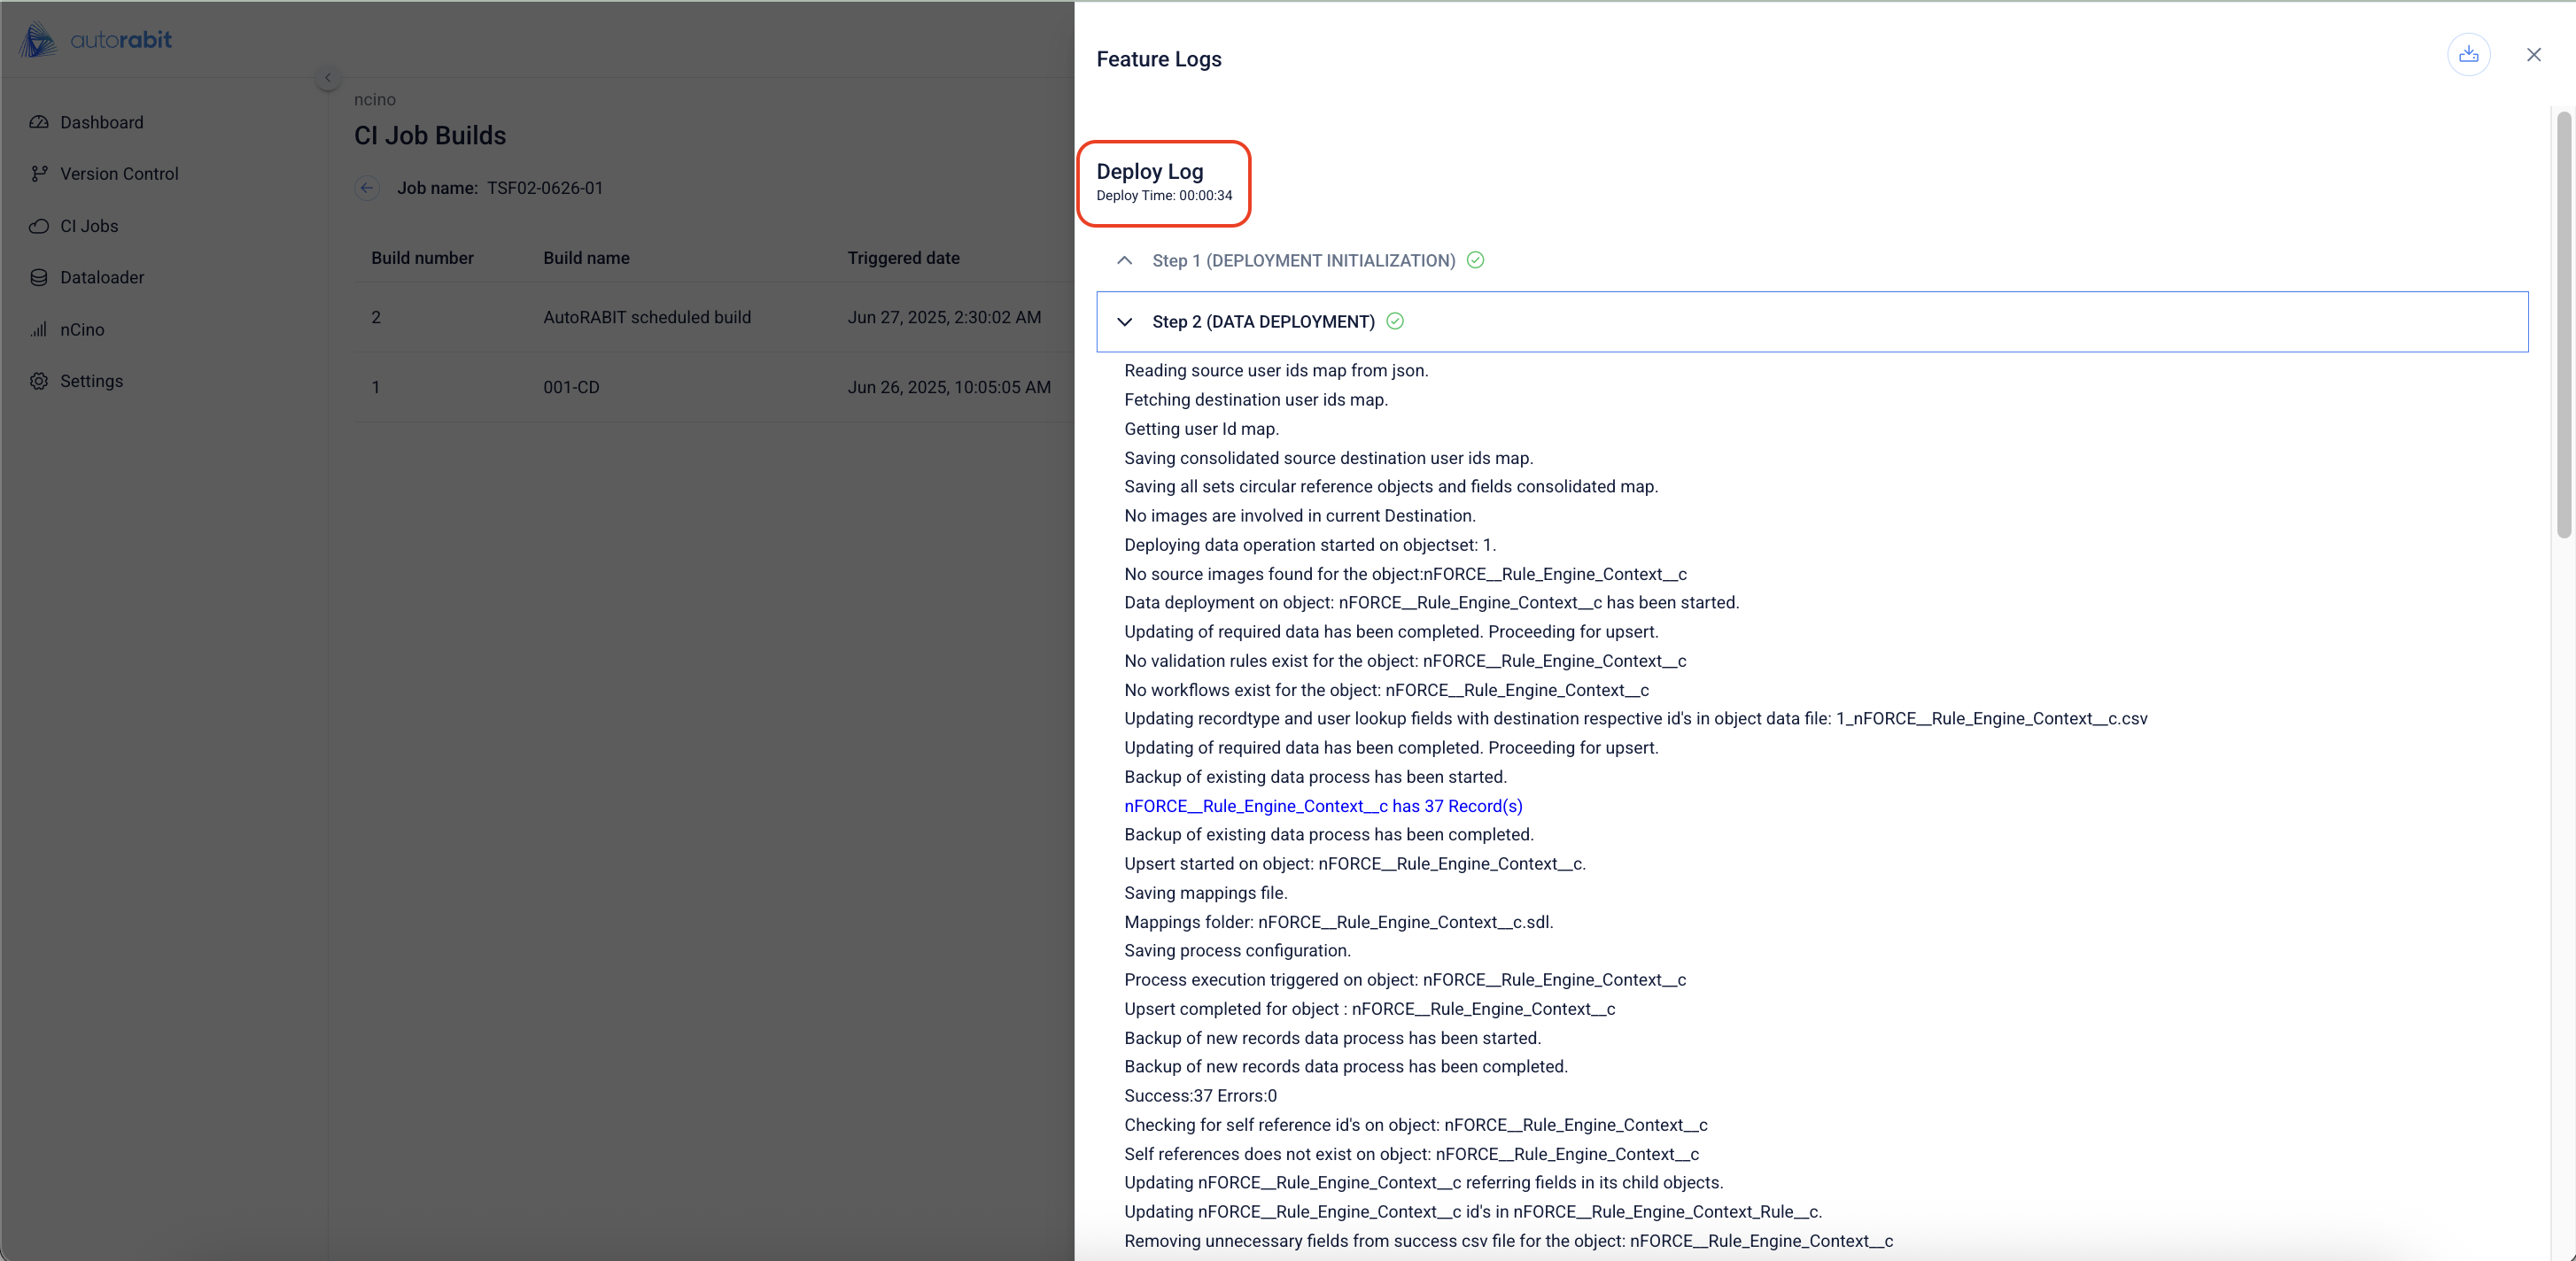 autorabit
Dashboard
Version Control
CI Jobs
Dataloader
nCino
Settings
ncino
CI Job Builds
Job name: TSF02-0626-01
Build number Build name Triggered date
2 AutoRABIT scheduled build Jun 27, 2025, 2:30:02 AM
1 001-CD Jun 26, 2025, 10:05:05 AM
Feature Logs
Deploy Log
Deploy Time: 00:00:34
Step 1 (DEPLOYMENT INITIALIZATION)
Step 2 (DATA DEPLOYMENT)
Reading source user ids map from json.
Fetching destination user ids map.
Getting user Id map.
Saving consolidated source destination user ids map.
Saving all sets circular reference objects and fields consolidated map.
No images are involved in current Destination.
Deploying data operation started on objectset: 1.
No source images found for the object:nFORCE__Rule_Engine_Context__c
Data deployment on object: nFORCE__Rule_Engine_Context__c has been started.
Updating of required data has been completed. Proceeding for upsert.
No validation rules exist for the object: nFORCE__Rule_Engine_Context__c
No workflows exist for the object: nFORCE__Rule_Engine_Context__c
Updating recordtype and user lookup fields with destination respective id's in object data file: 1_nFORCE__Rule_Engine_Context__c.csv
Updating of required data has been completed. Proceeding for upsert.
Backup of existing data process has been started.
nFORCE__Rule_Engine_Context__c has 37 Record(s)
Backup of existing data process has been completed.
Upsert started on object: nFORCE__Rule_Engine_Context__c.
Saving mappings file.
Mappings folder: nFORCE__Rule_Engine_Context__c.sdl.
Saving process configuration.
Process execution triggered on object: nFORCE__Rule_Engine_Context__c
Upsert completed for object : nFORCE__Rule_Engine_Context__c
Backup of new records data process has been started.
Backup of new records data process has been completed.
Success:37 Errors:0
Checking for self reference id's on object: nFORCE__Rule_Engine_Context__c
Self references does not exist on object: nFORCE__Rule_Engine_Context__c
Updating nFORCE__Rule_Engine_Context__c referring fields in its child objects.
Updating nFORCE__Rule_Engine_Context__c id's in nFORCE__Rule_Engine_Context_Rule__c.
Removing unnecessary fields from success csv file for the object: nFORCE__Rule_Engine_Context__c